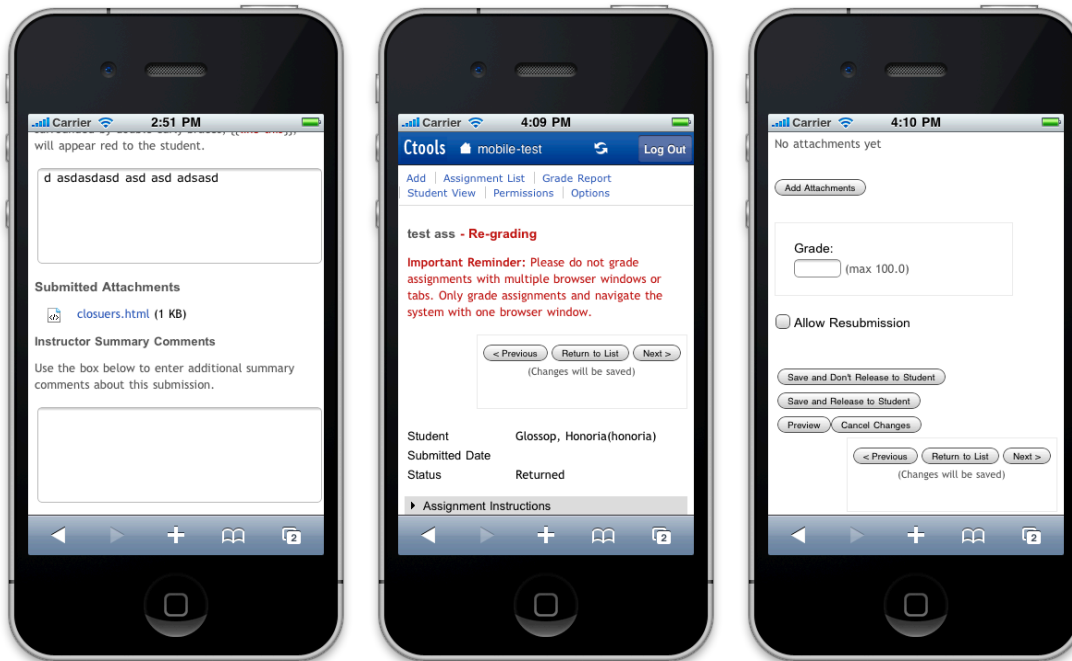 Carrier 2:51 PM
surrounded by double curly braces, {{like this}},
will appear red to the student.
d asdasdasd asd asd adsasd
Submitted Attachments
closuers.html (1 KB)
Instructor Summary Comments
Use the box below to enter additional summary
comments about this submission.
2
Carrier 4:09 PM
Ctools mobile-test Log Out
Add | Assignment List | Grade Report
| Student View | Permissions | Options
test ass - Re-grading
Important Reminder: Please do not grade
assignments with multiple browser windows or
tabs. Only grade assignments and navigate the
system with one browser window.
< Previous Return to List Next >
(Changes will be saved)
Student Glossop, Honoria(honoria)
Submitted Date
Status Returned
Assignment Instructions
2
Carrier 4:10 PM
No attachments yet
Add Attachments
Grade:
(max 100.0)
Allow Resubmission
Save and Don't Release to Student
Save and Release to Student
Preview Cancel Changes
< Previous Return to List Next >
(Changes will be saved)
2